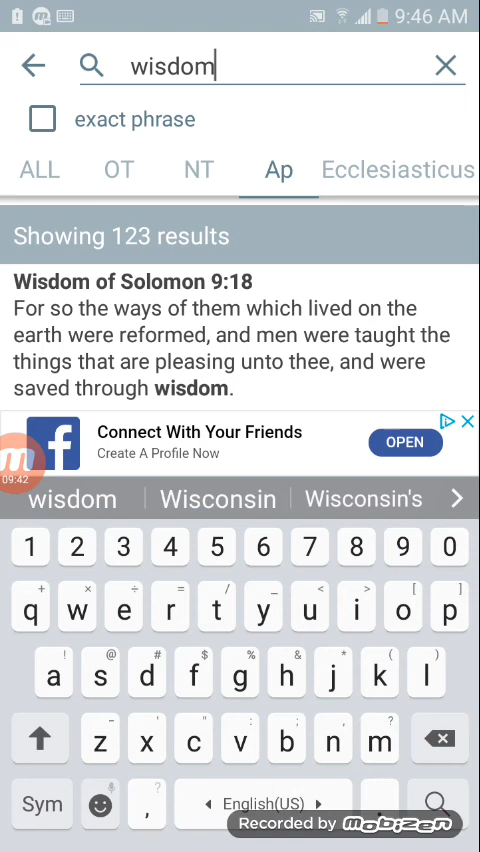 9:46 AM
wisdom
exact phrase
ALL OT NT Ap Ecclesiasticus
Showing 123 results
Wisdom of Solomon 9:18
For so the ways of them which lived on the
earth were reformed, and men were taught the
things that are pleasing unto thee, and were
saved through wisdom.
Connect With Your Friends
Create A Profile Now
OPEN
09:42
wisdom Wisconsin Wisconsin's
1 2 3 4 5 6 7 8 9 0
+ × ÷ = / _ < > [ ]
q w e r t y u i o p
! @ # $ % & * ( )
a s d f g h j k l
- ' " : ; , ?
z x c v b n m
Sym , ? English(US) .
Recorded by mobizen